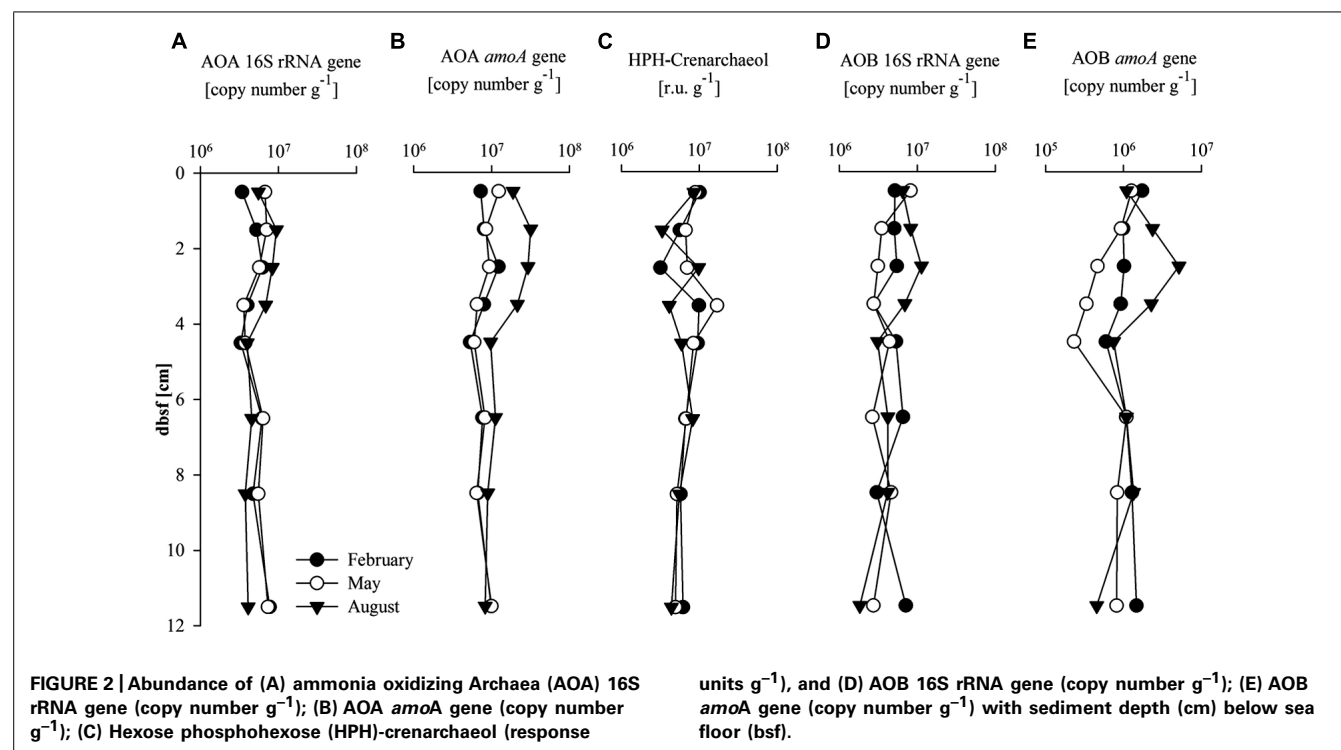 A
AOA 16S rRNA gene
[copy number g⁻¹]
B
AOA amoA gene
[copy number g⁻¹]
C
HPH-Crenarchaeol
[r.u. g⁻¹]
D
AOB 16S rRNA gene
[copy number g⁻¹]
E
AOB amoA gene
[copy number g⁻¹]
10⁶ 10⁷ 10⁸
10⁶ 10⁷ 10⁸
10⁶ 10⁷ 10⁸
10⁶ 10⁷ 10⁸
10⁵ 10⁶ 10⁷
0
2
4
6
8
10
12
dbsf [cm]
February
May
August
FIGURE 2 | Abundance of (A) ammonia oxidizing Archaea (AOA) 16S
rRNA gene (copy number g⁻¹); (B) AOA amoA gene (copy number
g⁻¹); (C) Hexose phosphohexose (HPH)-crenarchaeol (response
units g⁻¹), and (D) AOB 16S rRNA gene (copy number g⁻¹); (E) AOB
amoA gene (copy number g⁻¹) with sediment depth (cm) below sea
floor (bsf).